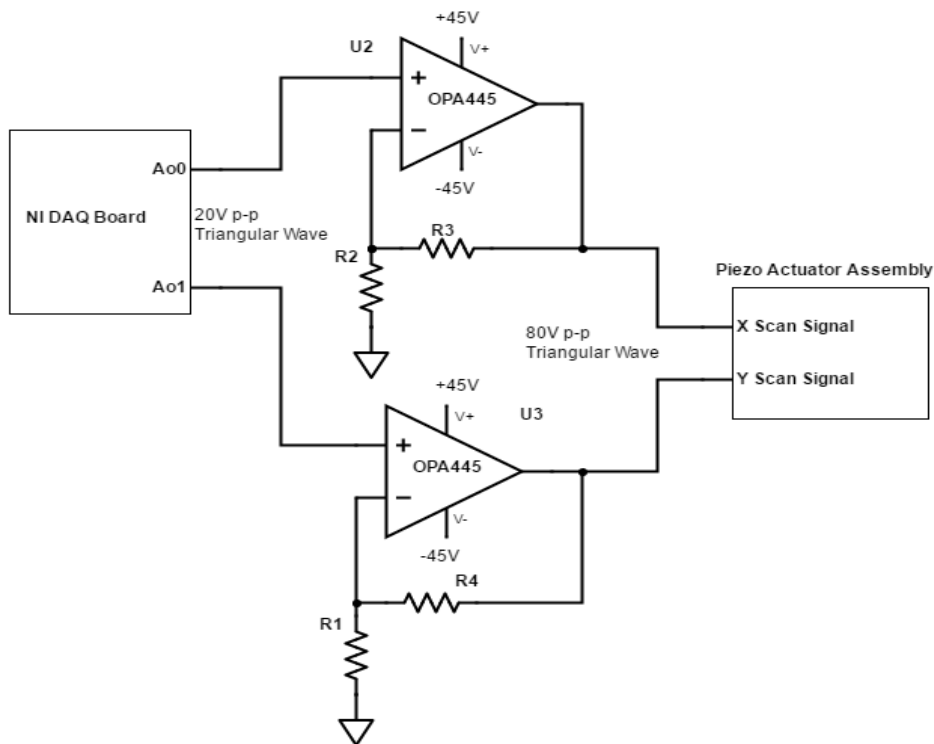 +45V
U2
V+
OPA445
+
−
V-
-45V
Ao0
NI DAQ Board
20V p-p
Triangular Wave
R3
R2
Ao1
Piezo Actuator Assembly
X Scan Signal
80V p-p
Triangular Wave
Y Scan Signal
+45V
V+
U3
+
OPA445
−
V-
-45V
R4
R1